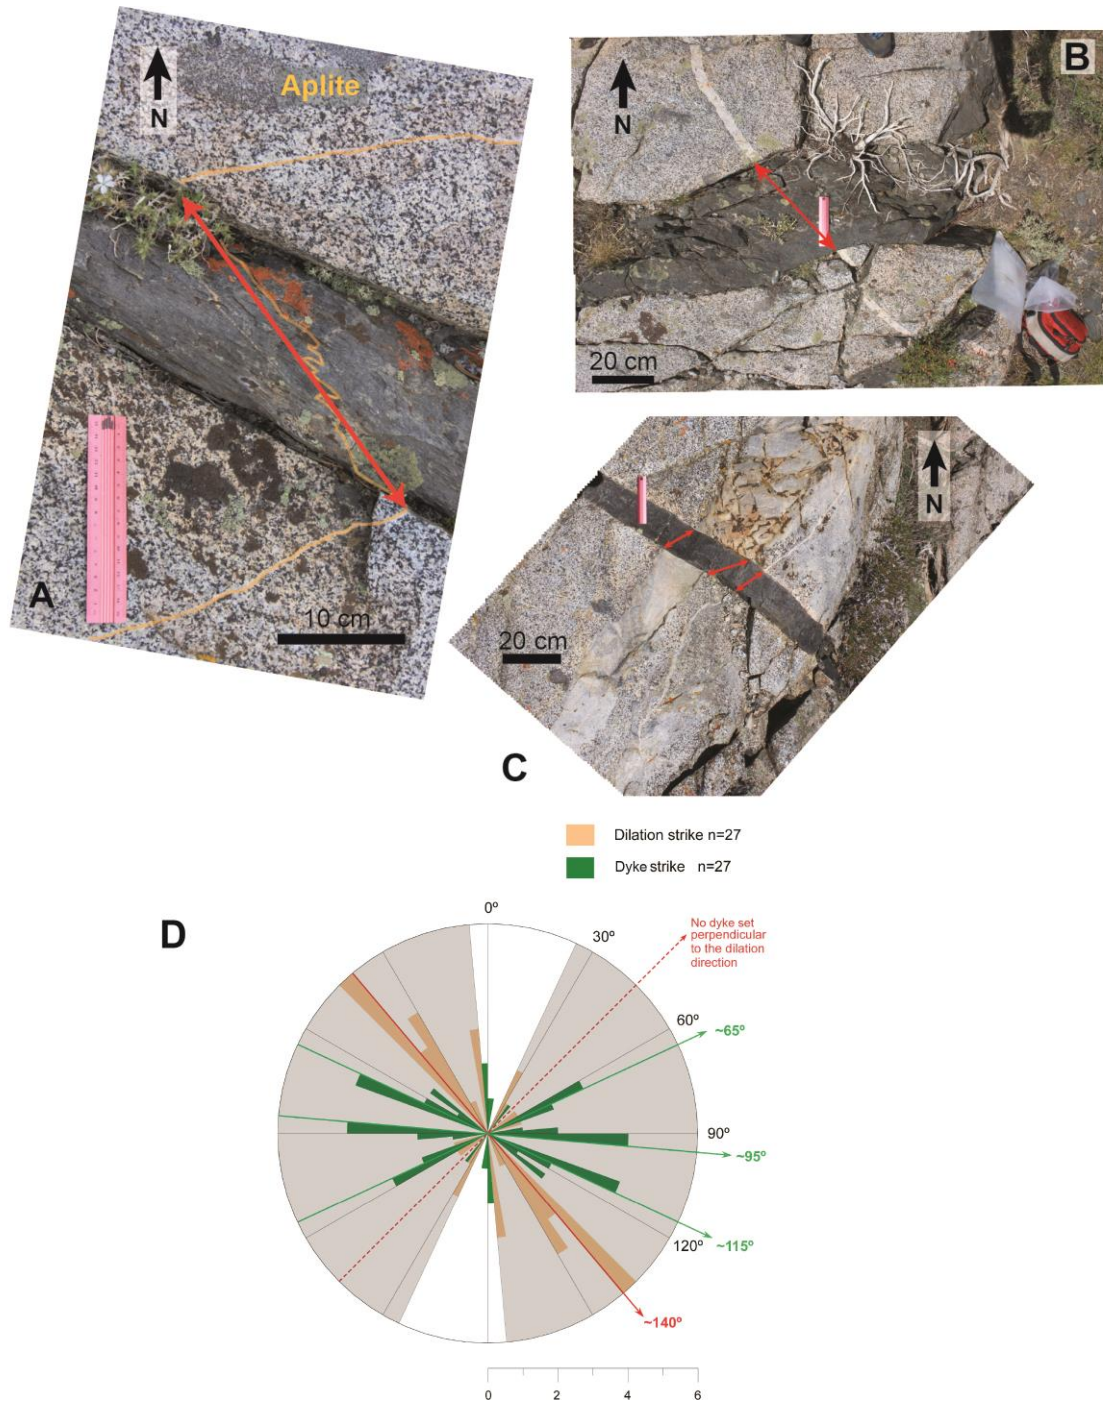 A
N
Aplite
10 cm
B
N
20 cm
C
N
20 cm
Dilation strike n=27
Dyke strike n=27
D
0º
30º
60º
90º
120º
No dyke set
perpendicular
to the dilation
direction
~65º
~95º
~115º
~140º
0 2 4 6